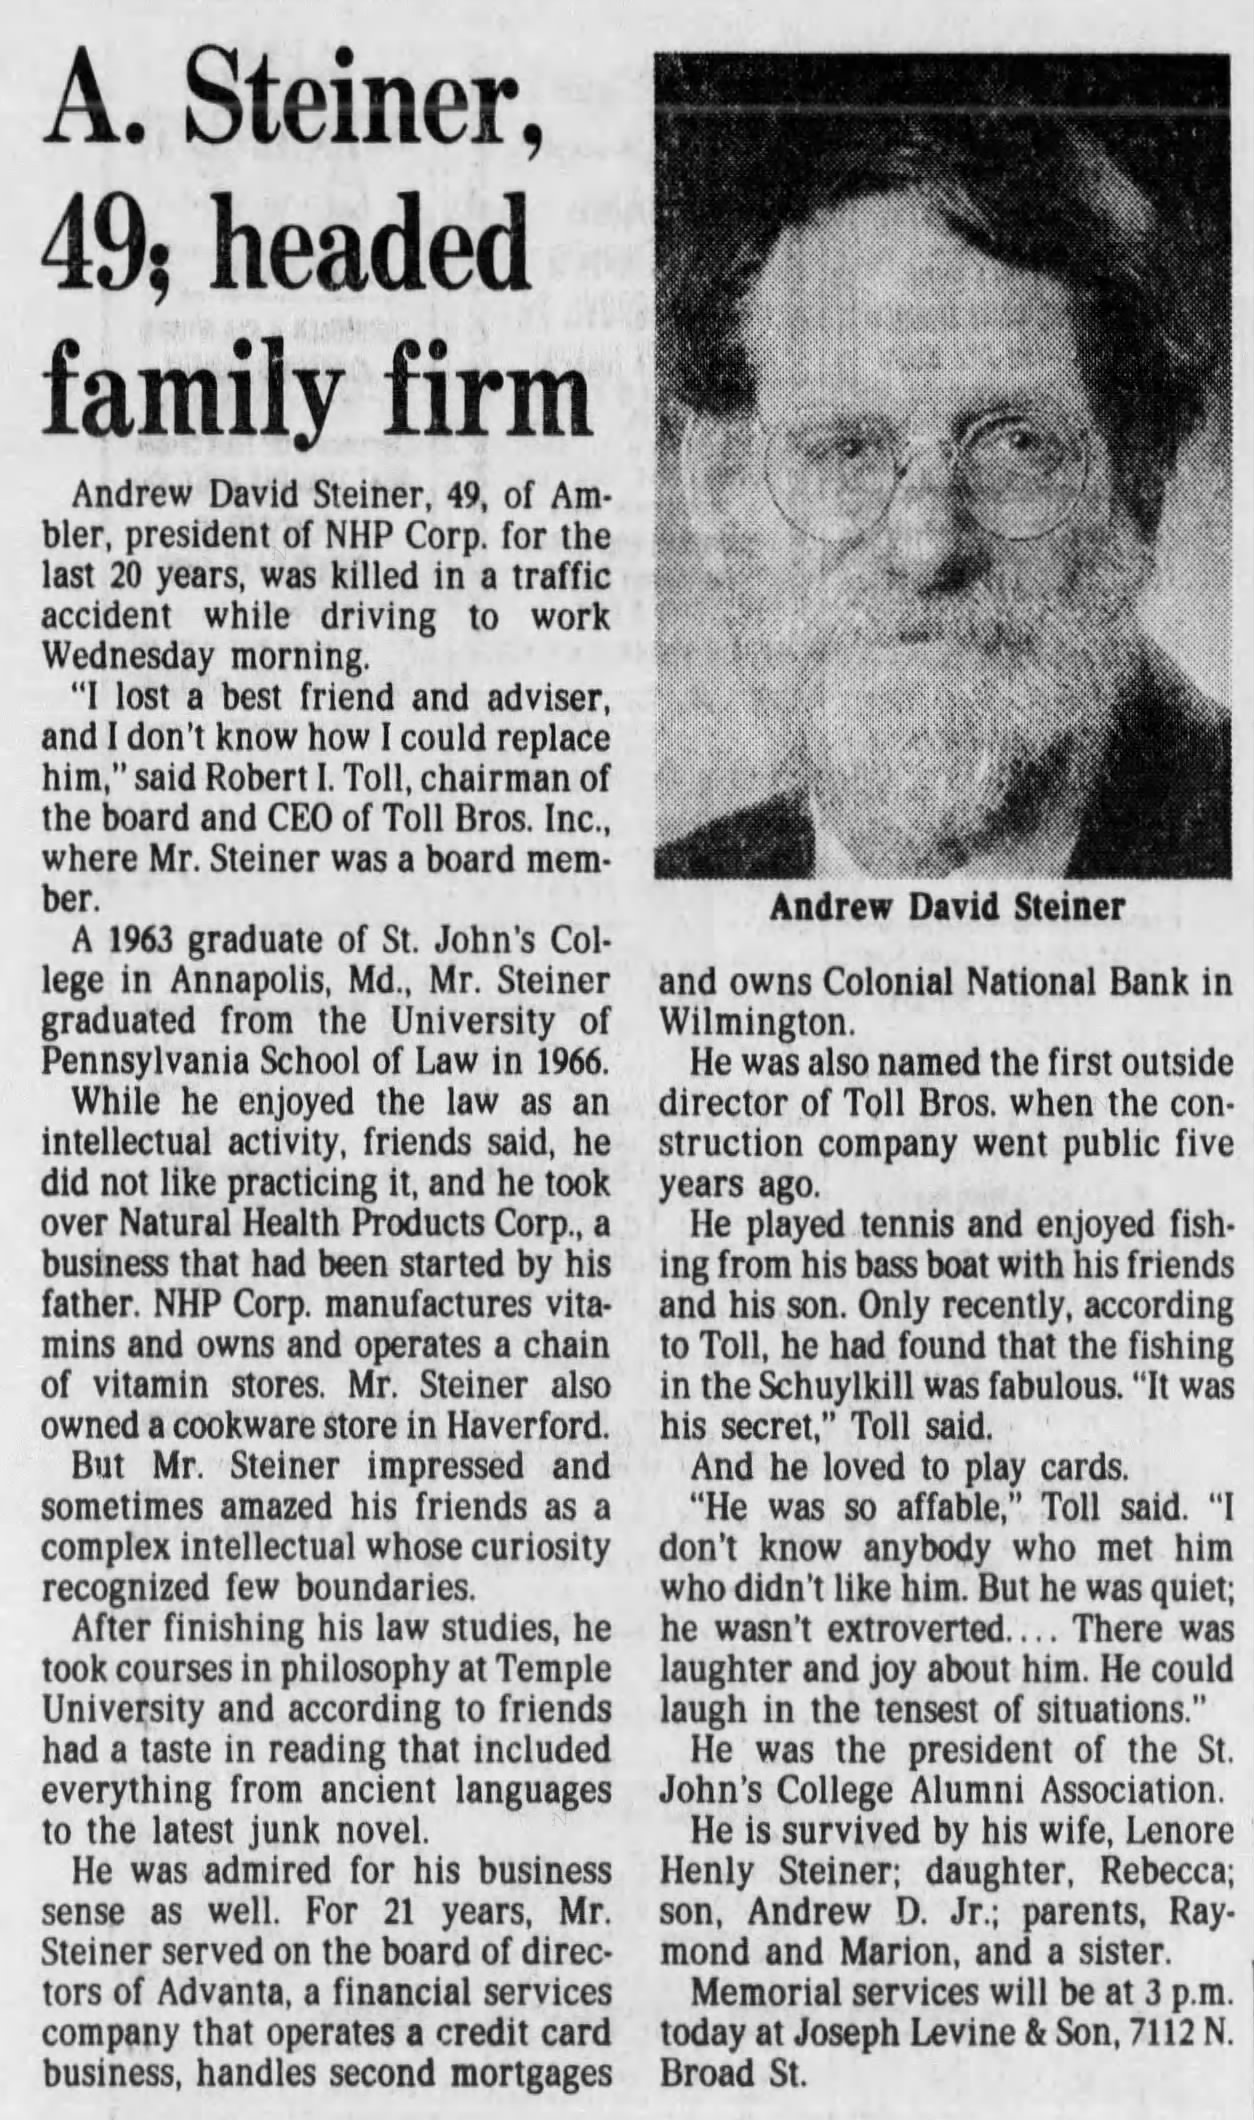 A. Steiner,
49; headed
family firm
Andrew David Steiner, 49, of Am-
bler, president of NHP Corp. for the
last 20 years, was killed in a traffic
accident while driving to work
Wednesday morning.
"I lost a best friend and adviser,
and I don't know how I could replace
him," said Robert I. Toll, chairman of
the board and CEO of Toll Bros. Inc.,
where Mr. Steiner was a board mem-
ber.
A 1963 graduate of St. John's Col-
lege in Annapolis, Md., Mr. Steiner
graduated from the University of
Pennsylvania School of Law in 1966.
While he enjoyed the law as an
intellectual activity, friends said, he
did not like practicing it, and he took
over Natural Health Products Corp., a
business that had been started by his
father. NHP Corp. manufactures vita-
mins and owns and operates a chain
of vitamin stores. Mr. Steiner also
owned a cookware store in Haverford.
But Mr. Steiner impressed and
sometimes amazed his friends as a
complex intellectual whose curiosity
recognized few boundaries.
After finishing his law studies, he
took courses in philosophy at Temple
University and according to friends
had a taste in reading that included
everything from ancient languages
to the latest junk novel.
He was admired for his business
sense as well. For 21 years, Mr.
Steiner served on the board of direc-
tors of Advanta, a financial services
company that operates a credit card
business, handles second mortgages
Andrew David Steiner
and owns Colonial National Bank in
Wilmington.
He was also named the first outside
director of Toll Bros. when the con-
struction company went public five
years ago.
He played tennis and enjoyed fish-
ing from his bass boat with his friends
and his son. Only recently, according
to Toll, he had found that the fishing
in the Schuylkill was fabulous. "It was
his secret," Toll said.
And he loved to play cards.
"He was so affable," Toll said. "I
don't know anybody who met him
who didn't like him. But he was quiet;
he wasn't extroverted.... There was
laughter and joy about him. He could
laugh in the tensest of situations."
He was the president of the St.
John's College Alumni Association.
He is survived by his wife, Lenore
Henly Steiner; daughter, Rebecca;
son, Andrew D. Jr.; parents, Ray-
mond and Marion, and a sister.
Memorial services will be at 3 p.m.
today at Joseph Levine & Son, 7112 N.
Broad St.